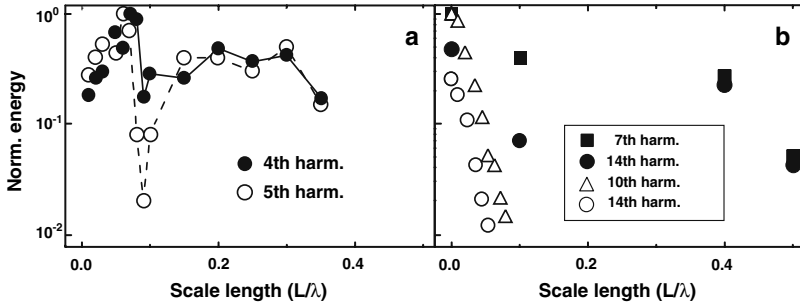 a
b
10^0
10^-1
10^-2
Norm. energy
4th harm.
5th harm.
7th harm.
14th harm.
10th harm.
14th harm.
0.0 0.2 0.4
0.0 0.2 0.4
Scale length (L/λ)
Scale length (L/λ)